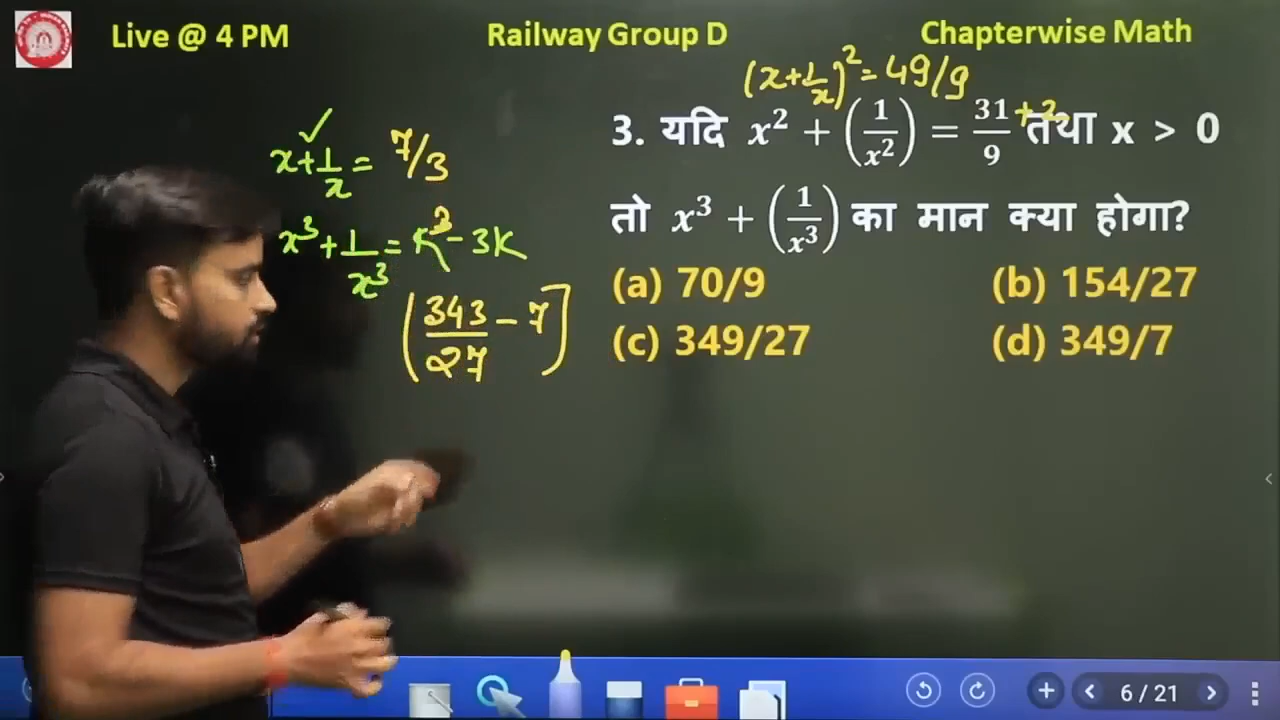 Live @ 4 PM
Railway Group D
Chapterwise Math
(x+1/x)² = 49/9
3. यदि x² + (1/x²) = 31/9 +2 तथा x > 0
तो x³ + (1/x³) का मान क्या होगा?
(a) 70/9
(b) 154/27
(c) 349/27
(d) 349/7
✓
x+1/x = 7/3
x³+1/x³ = K³-3K
(343/27 - 7]
6 / 21